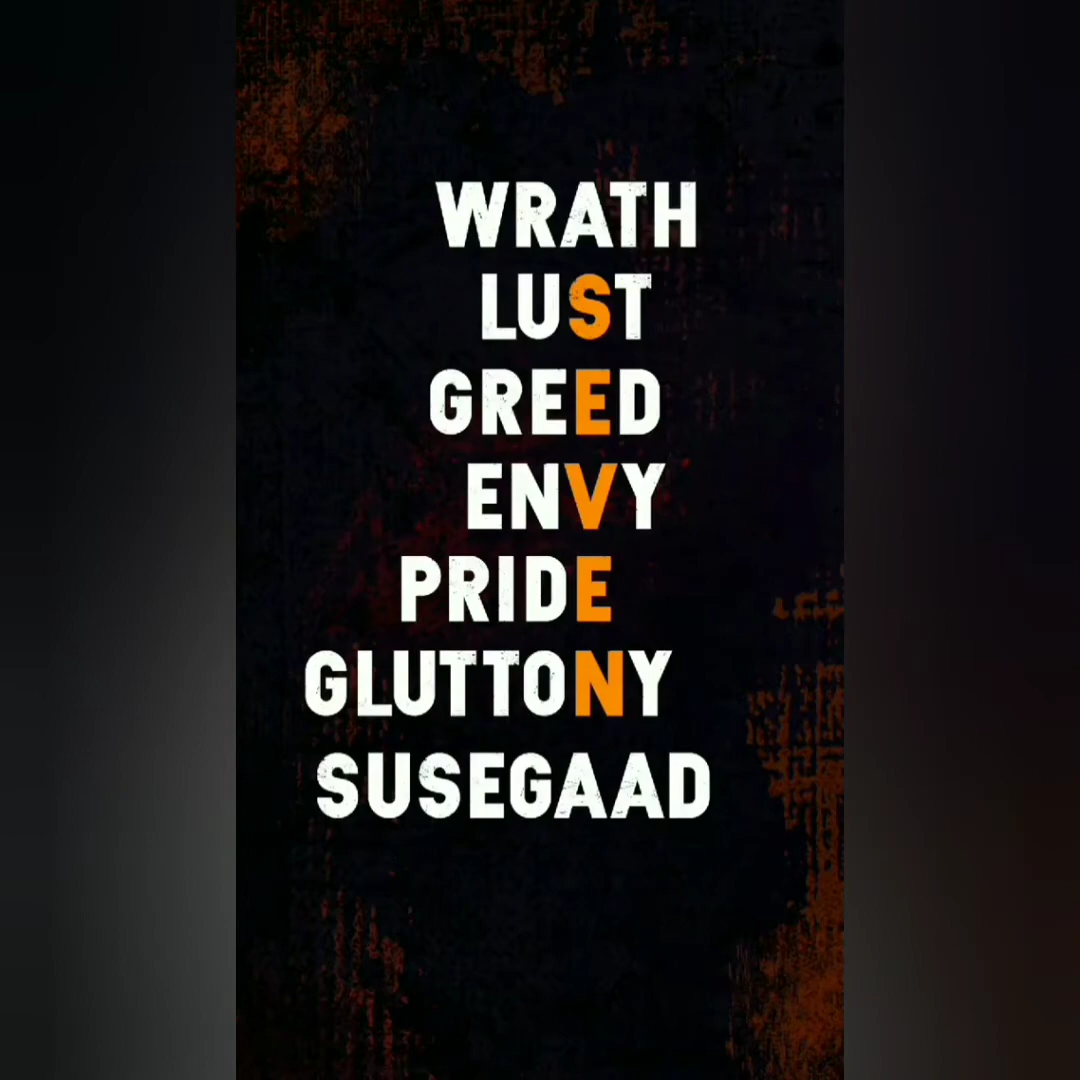 WRATH
LUST
GREED
ENVY
PRIDE
GLUTTONY
SUSEGAAD